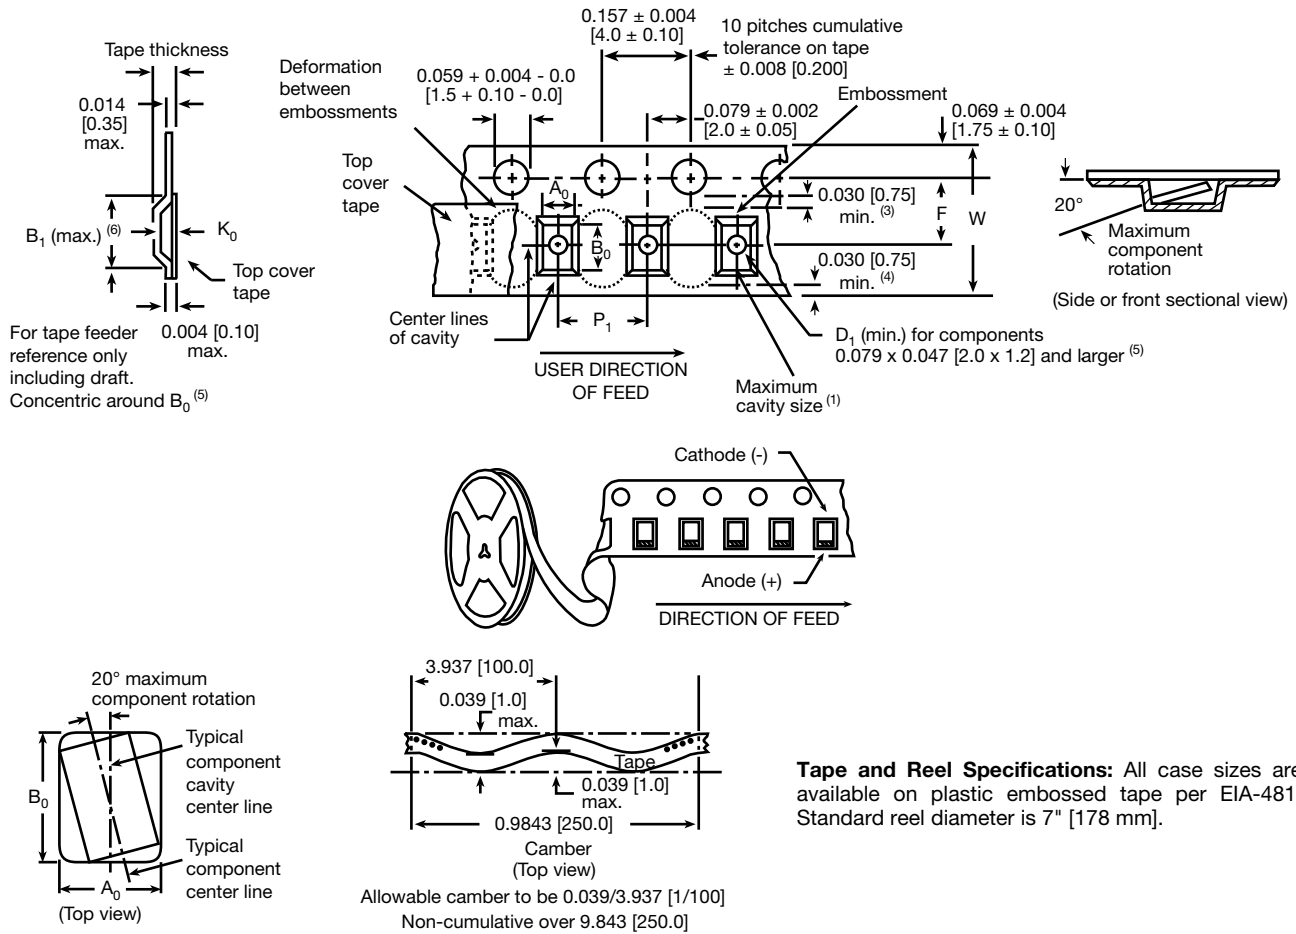 0.157 ± 0.004
[4.0 ± 0.10]
10 pitches cumulative
tolerance on tape
± 0.008 [0.200]
Tape thickness
Deformation
between
embossments
0.059 + 0.004 - 0.0
[1.5 + 0.10 - 0.0]
0.014
[0.35]
max.
0.079 ± 0.002
[2.0 ± 0.05]
Embossment
0.069 ± 0.004
[1.75 ± 0.10]
Top
cover
tape
A0
B0
0.030 [0.75]
min. (3)
F
W
0.030 [0.75]
min. (4)
20°
Maximum
component
rotation
(Side or front sectional view)
B1 (max.) (6)
K0
Top cover
tape
For tape feeder
reference only
including draft.
Concentric around B0 (5)
0.004 [0.10]
max.
Center lines
of cavity
P1
USER DIRECTION
OF FEED
D1 (min.) for components
0.079 x 0.047 [2.0 x 1.2] and larger (5)
Maximum
cavity size (1)
Cathode (-)
Anode (+)
DIRECTION OF FEED
20° maximum
component rotation
Typical
component
cavity
center line
B0
Typical
component
center line
A0
(Top view)
3.937 [100.0]
0.039 [1.0]
max.
Tape
0.039 [1.0]
max.
0.9843 [250.0]
Camber
(Top view)
Allowable camber to be 0.039/3.937 [1/100]
Non-cumulative over 9.843 [250.0]
Tape and Reel Specifications: All case sizes are
available on plastic embossed tape per EIA-481
Standard reel diameter is 7" [178 mm].